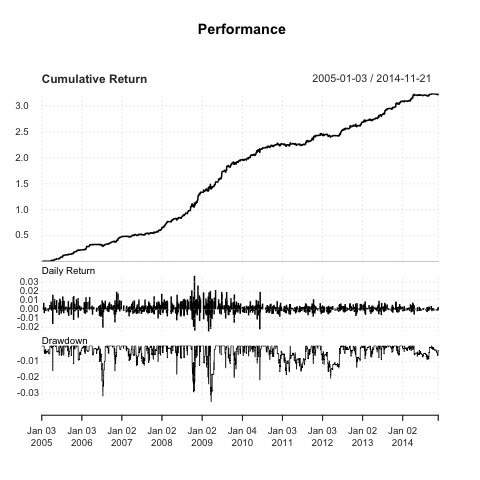 Performance
Cumulative Return 2005-01-03 / 2014-11-21
3.0
2.5
2.0
1.5
1.0
0.5
Daily Return
0.03
0.02
0.01
0.00
-0.01
-0.02
Drawdown
-0.01
-0.02
-0.03
Jan 03 Jan 03 Jan 02 Jan 02 Jan 02 Jan 04 Jan 03 Jan 03 Jan 02 Jan 02
2005 2006 2007 2008 2009 2010 2011 2012 2013 2014